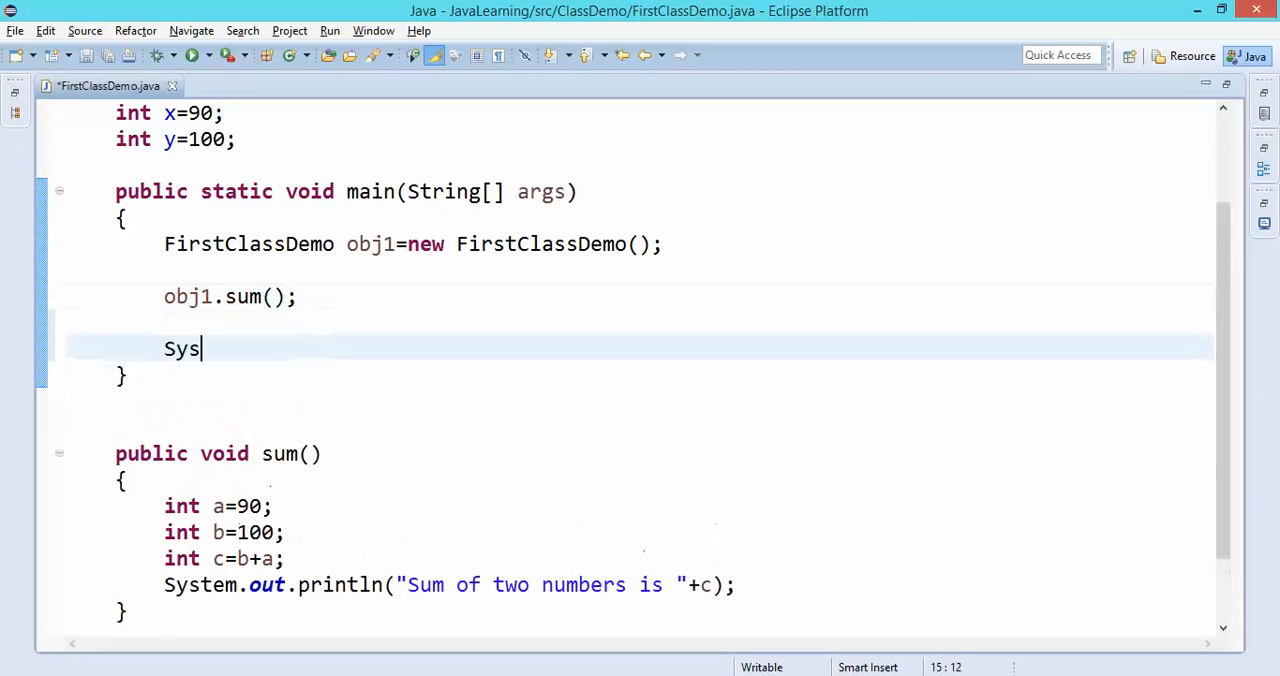 Java - JavaLearning/src/ClassDemo/FirstClassDemo.java - Eclipse Platform
File Edit Source Refactor Navigate Search Project Run Window Help
Quick Access Resource Java
*FirstClassDemo.java
int x=90;
int y=100;
public static void main(String[] args)
{
FirstClassDemo obj1=new FirstClassDemo();
obj1.sum();
Sys
}
public void sum()
{
int a=90;
int b=100;
int c=b+a;
System.out.println("Sum of two numbers is "+c);
}
Writable Smart Insert 15 : 12